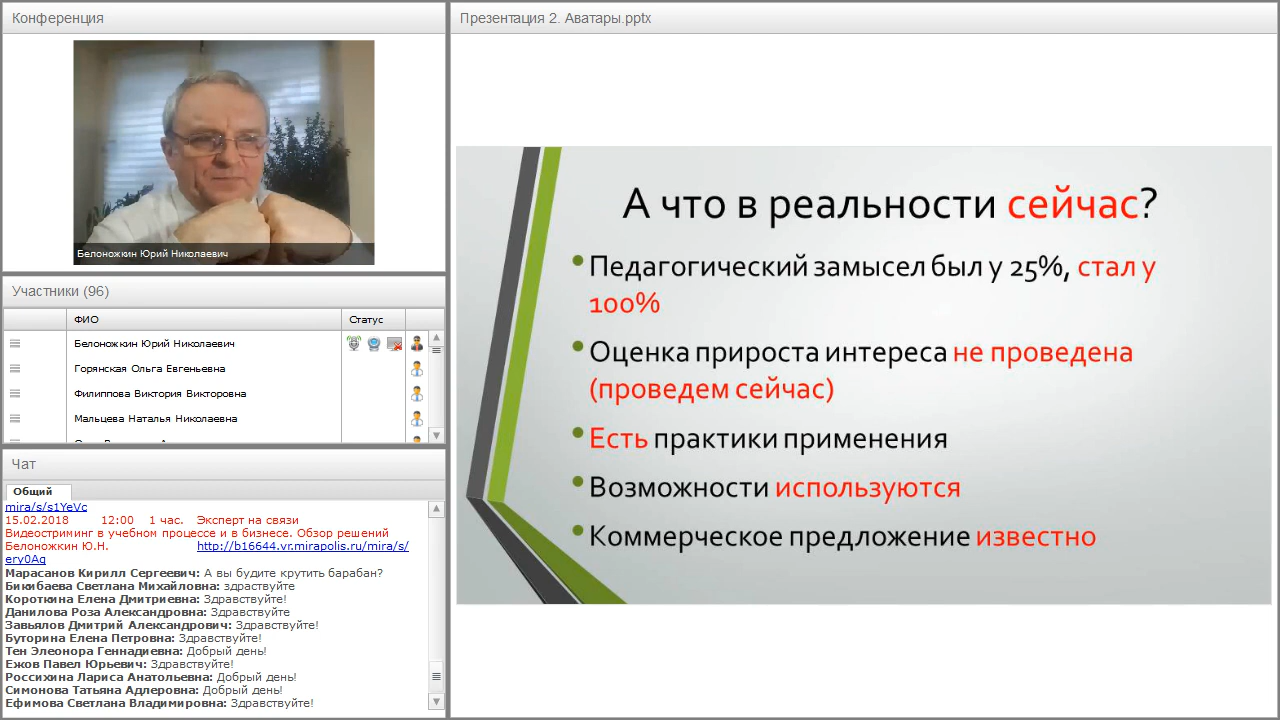 Конференция
Белоножкин Юрий Николаевич
Участники (96)
ФИО Статус
Белоножкин Юрий Николаевич
Горянская Ольга Евгеньевна
Филиппова Виктория Викторовна
Мальцева Наталья Николаевна
Чат
Общий
mira/s/s1YeVc
15.02.2018 12:00 1 час. Эксперт на связи
Видеостриминг в учебном процессе и в бизнесе. Обзор решений
Белоножкин Ю.Н. http://b16644.vr.mirapolis.ru/mira/s/
erv0Aq
Марасанов Кирилл Сергеевич: А вы будите крутить барабан?
Бикибаева Светлана Михайловна: здраствуйте
Короткина Елена Дмитриевна: Здравствуйте!
Данилова Роза Александровна: Здравствуйте
Завьялов Дмитрий Александрович: Здравствуйте!
Буторина Елена Петровна: Здравствуйте!
Тен Элеонора Геннадиевна: Добрый день!
Ежов Павел Юрьевич: Здравствуйте!
Россихина Лариса Анатольевна: Добрый день!
Симонова Татьяна Адлеровна: Добрый день!
Ефимова Светлана Владимировна: Здравствуйте!
Презентация 2. Аватары.pptx
А что в реальности сейчас?
Педагогический замысел был у 25%, стал у
100%
Оценка прироста интереса не проведена
(проведем сейчас)
Есть практики применения
Возможности используются
Коммерческое предложение известно